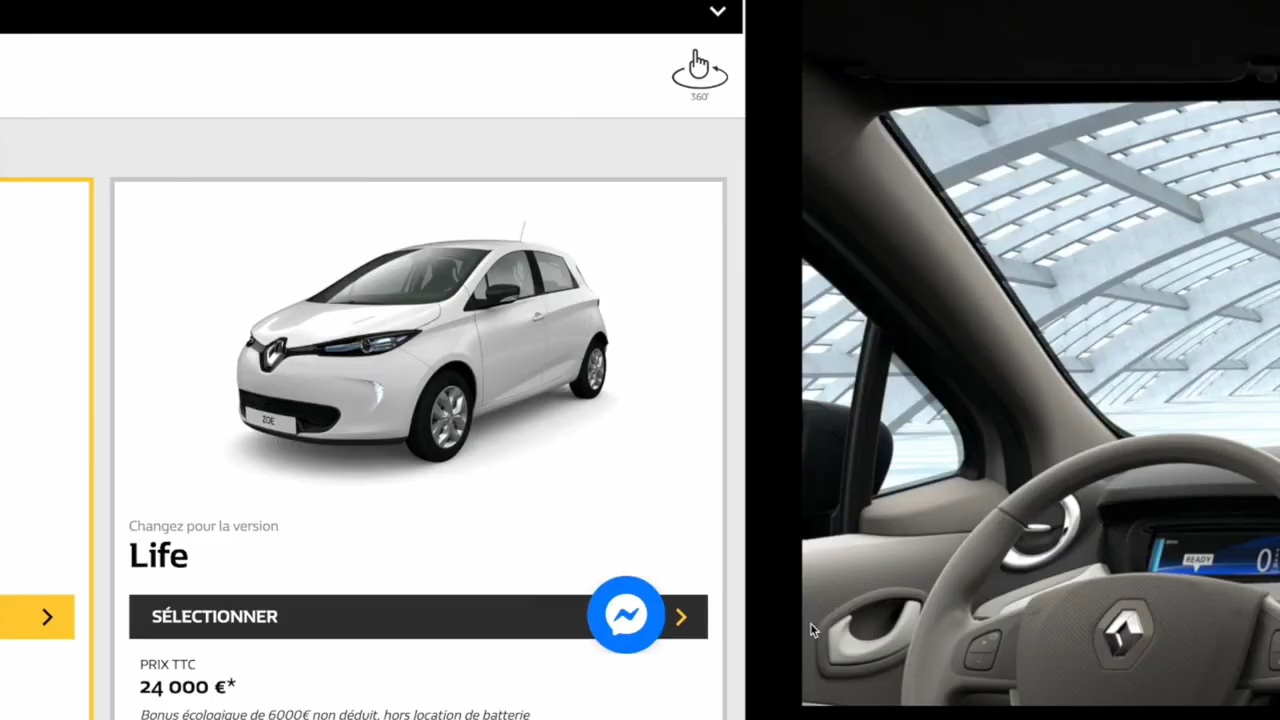 360°
ZOE
Changez pour la version
Life
SÉLECTIONNER
PRIX TTC
24 000 €*
Bonus écologique de 6000€ non déduit, hors location de batterie
READY
0